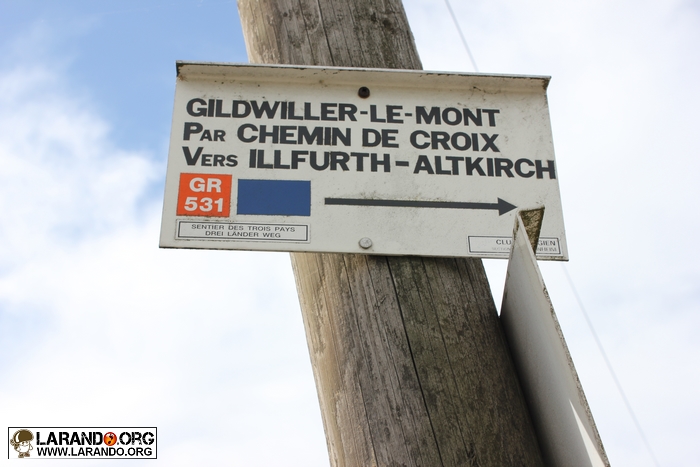 GILDWILLER-LE-MONT
PAR CHEMIN DE CROIX
VERS ILLFURTH-ALTKIRCH
GR
531
SENTIER DES TROIS PAYS
DREI LÄNDER WEG
LARANDO.ORG
WWW.LARANDO.ORG